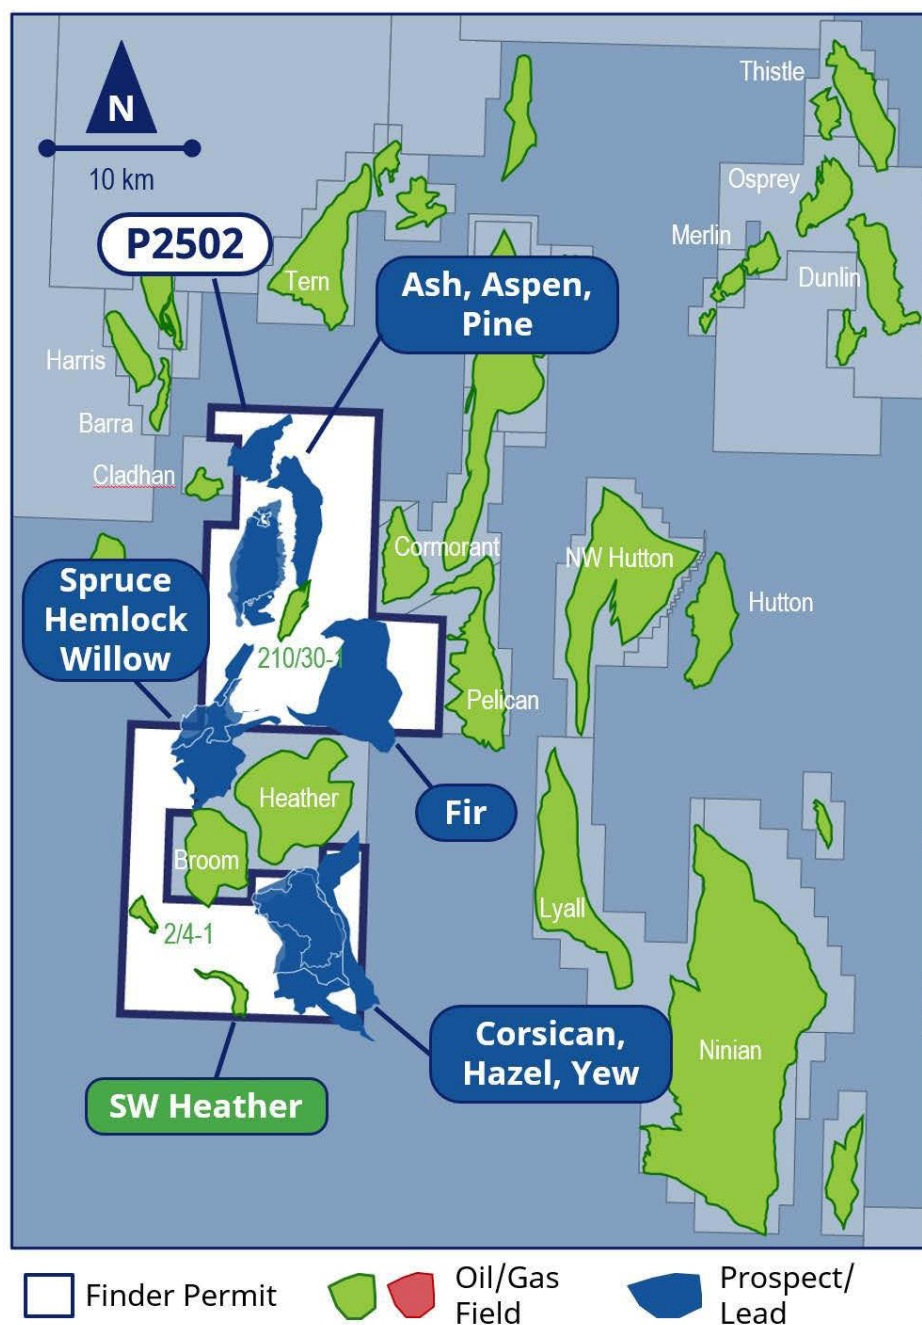 N
10 km
Thistle
Osprey
Merlin
Dunlin
P2502
Tern
Ash, Aspen,
Pine
Harris
Barra
Cladhan
Cormorant
NW Hutton
Hutton
Spruce
Hemlock
Willow
210/30-1
Pelican
Heather
Fir
Broom
Lyall
2/4-1
Corsican,
Hazel, Yew
Ninian
SW Heather
Finder Permit
Oil/Gas
Field
Prospect/
Lead